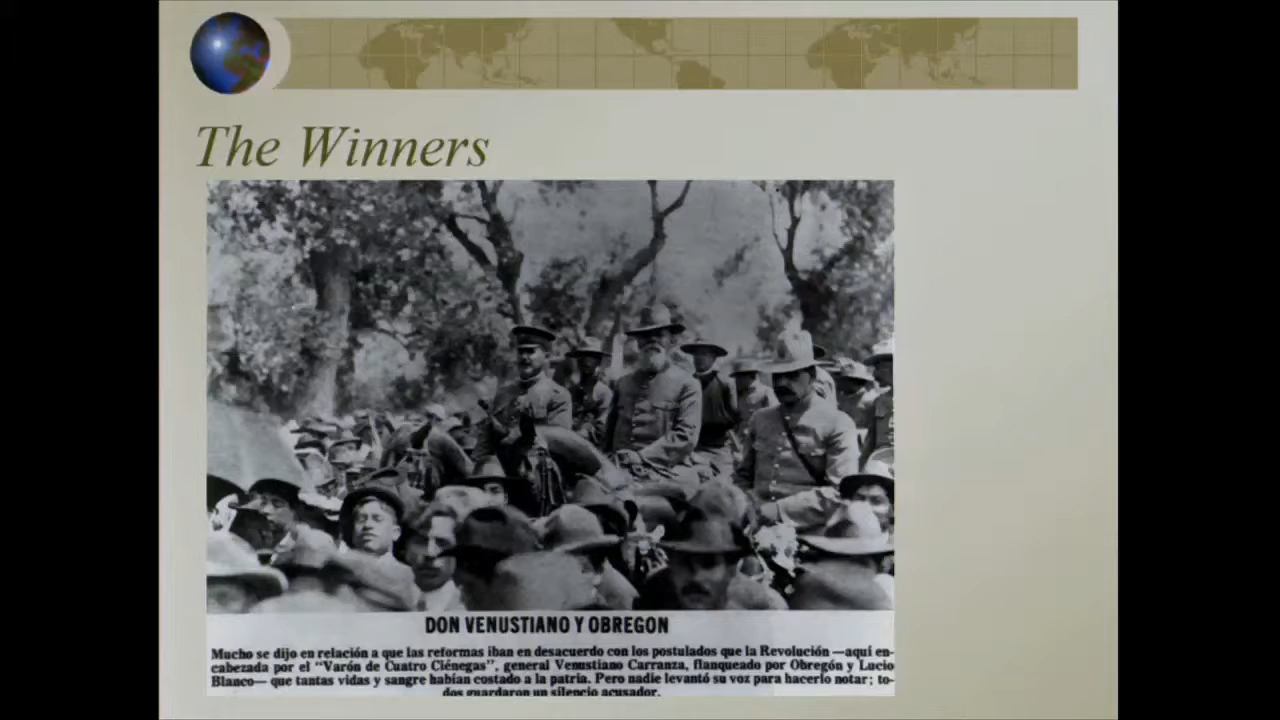 The Winners
DON VENUSTIANO Y OBREGON
Mucho se dijo en relación a que las reformas iban en desacuerdo con los postulados que la Revolución —aquí en-
cabezada por el "Varón de Cuatro Ciénegas", general Venustiano Carranza, flanqueado por Obregón y Lucio
Blanco— que tantas vidas y sangre habían costado a la patria. Pero nadie levantó su voz para hacerlo notar; to-
dos guardaron un silencio acusador.